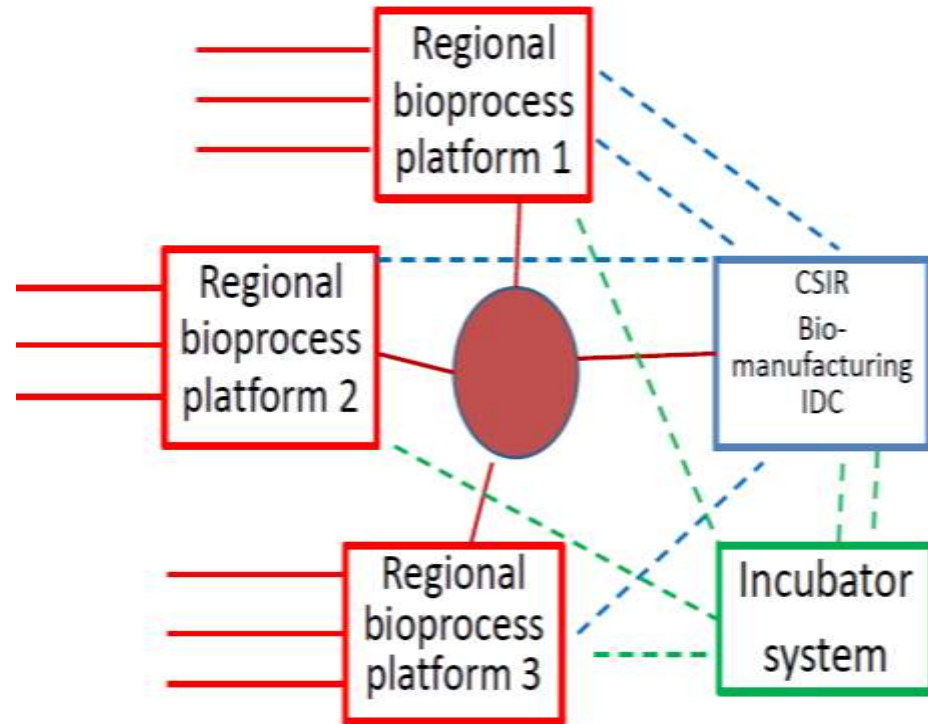 Regional
bioprocess
platform 1
Regional
bioprocess
platform 2
CSIR
Bio-
manufacturing
IDC
Regional
bioprocess
platform 3
Incubator
system